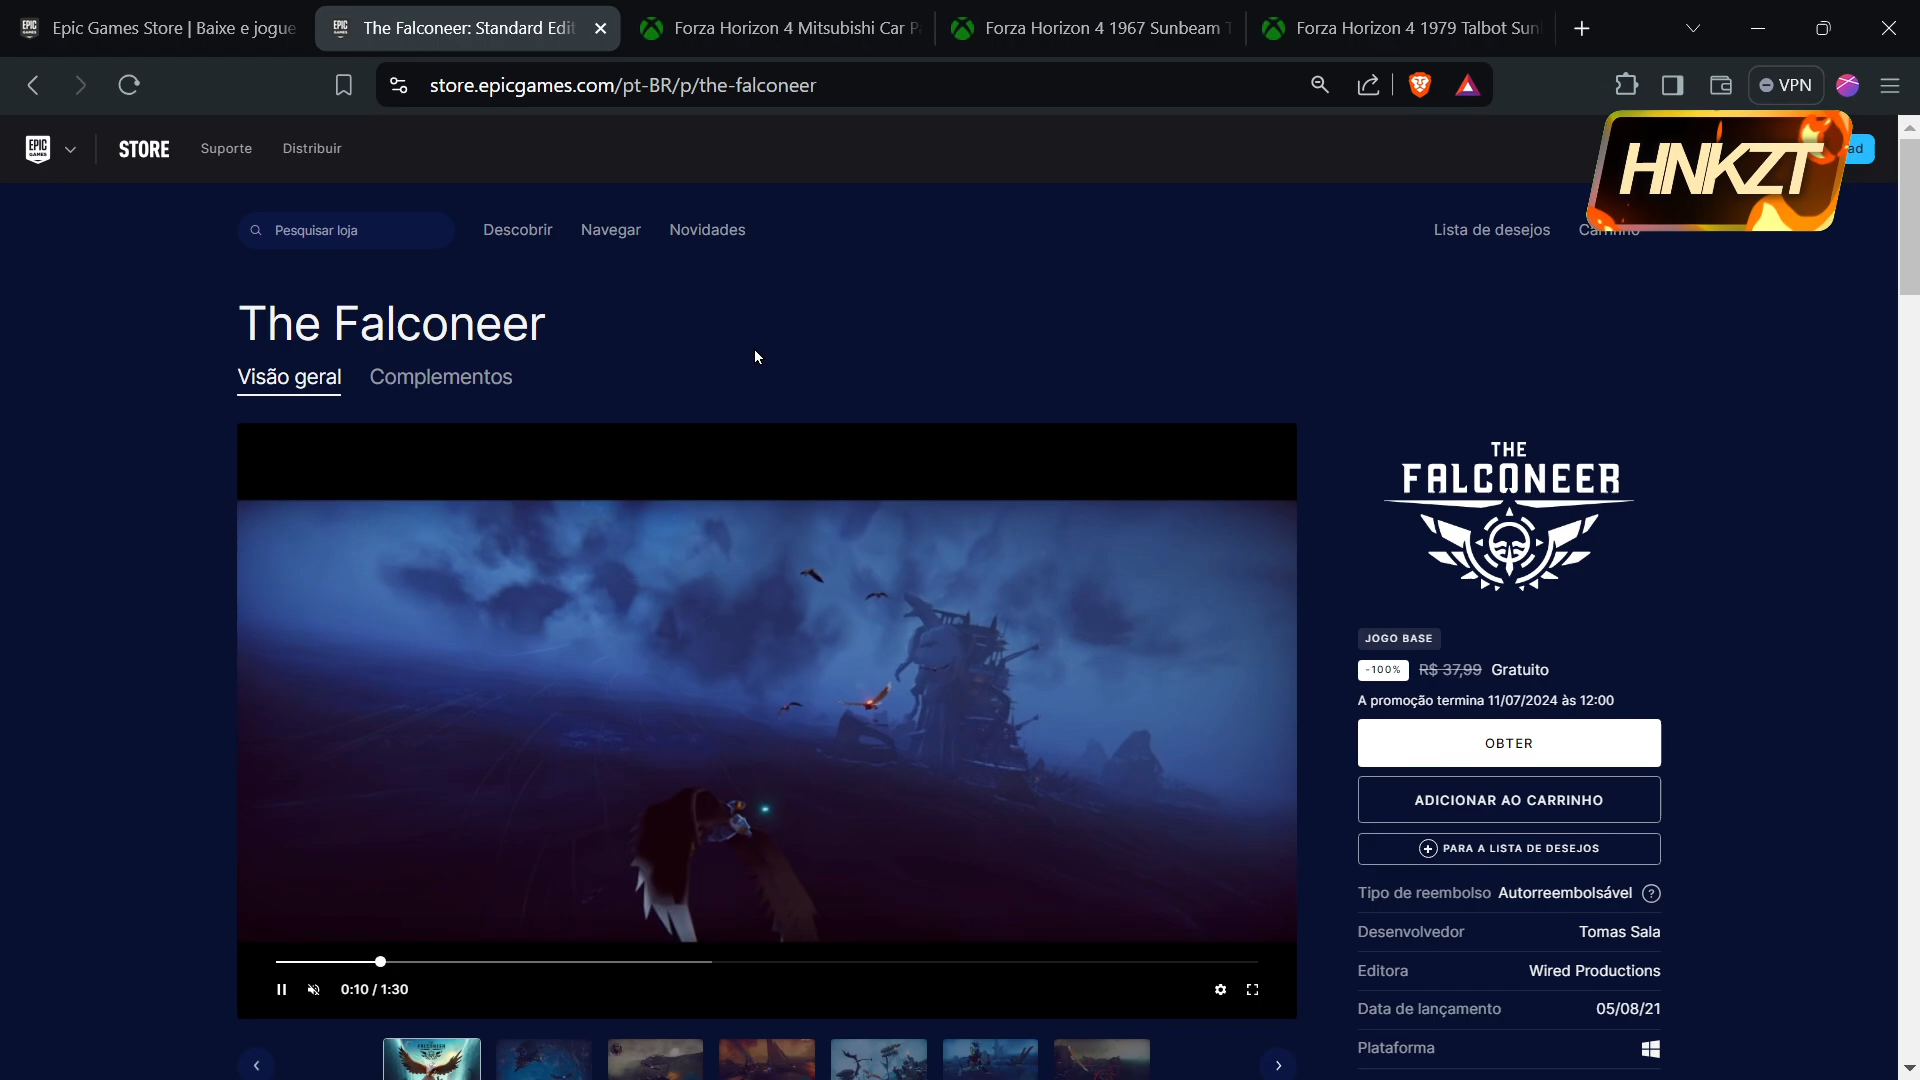 Epic Games Store | Baixe e jogue
The Falconeer: Standard Edit
Forza Horizon 4 Mitsubishi Car P
Forza Horizon 4 1967 Sunbeam T
Forza Horizon 4 1979 Talbot Sun
store.epicgames.com/pt-BR/p/the-falconeer
VPN
EPIC GAMES
STORE
Suporte
Distribuir
ad
HNKZT
Pesquisar loja
Descobrir
Navegar
Novidades
Lista de desejos
Carrinho
The Falconeer
Visão geral
Complementos
THE
FALCONEER
JOGO BASE
-100% R$ 37,99 Gratuito
A promoção termina 11/07/2024 às 12:00
OBTER
ADICIONAR AO CARRINHO
PARA A LISTA DE DESEJOS
Tipo de reembolso Autorreembolsável ?
Desenvolvedor Tomas Sala
Editora Wired Productions
Data de lançamento 05/08/21
Plataforma
0:10 / 1:30
FALCONEER